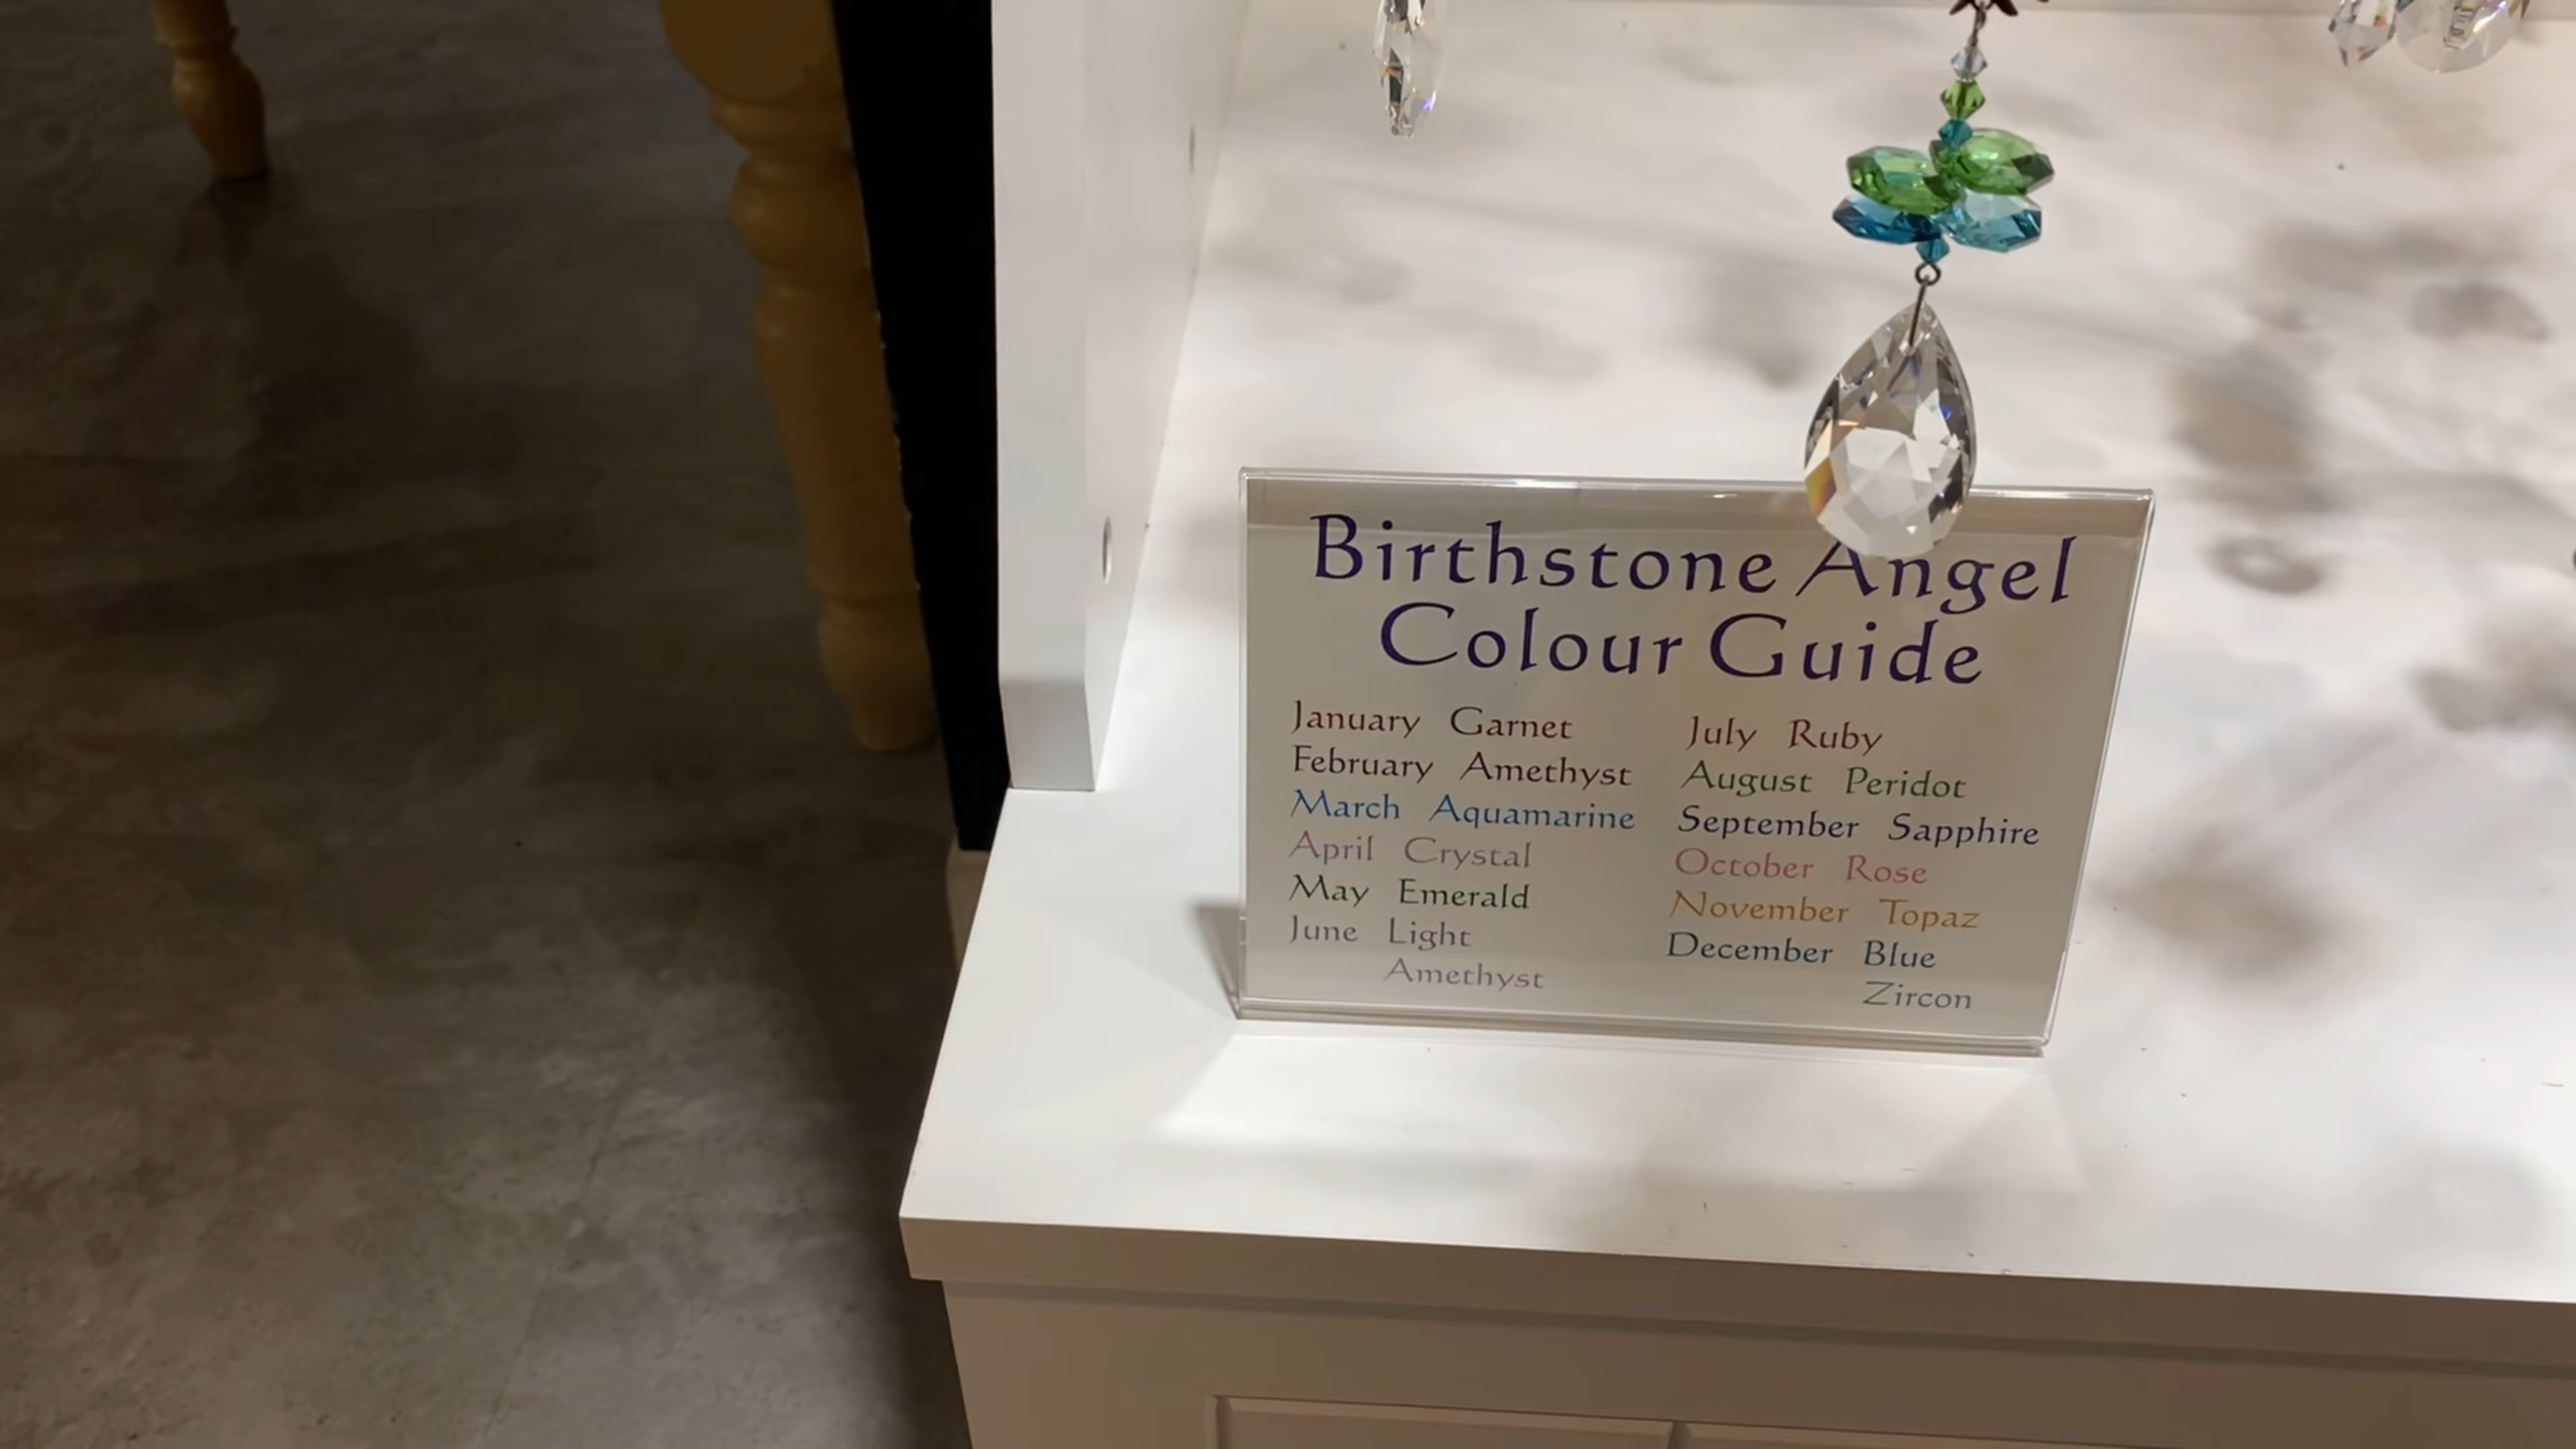 Birthstone Angel
Colour Guide
January Garnet
February Amethyst
March Aquamarine
April Crystal
May Emerald
June Light
Amethyst
July Ruby
August Peridot
September Sapphire
October Rose
November Topaz
December Blue
Zircon